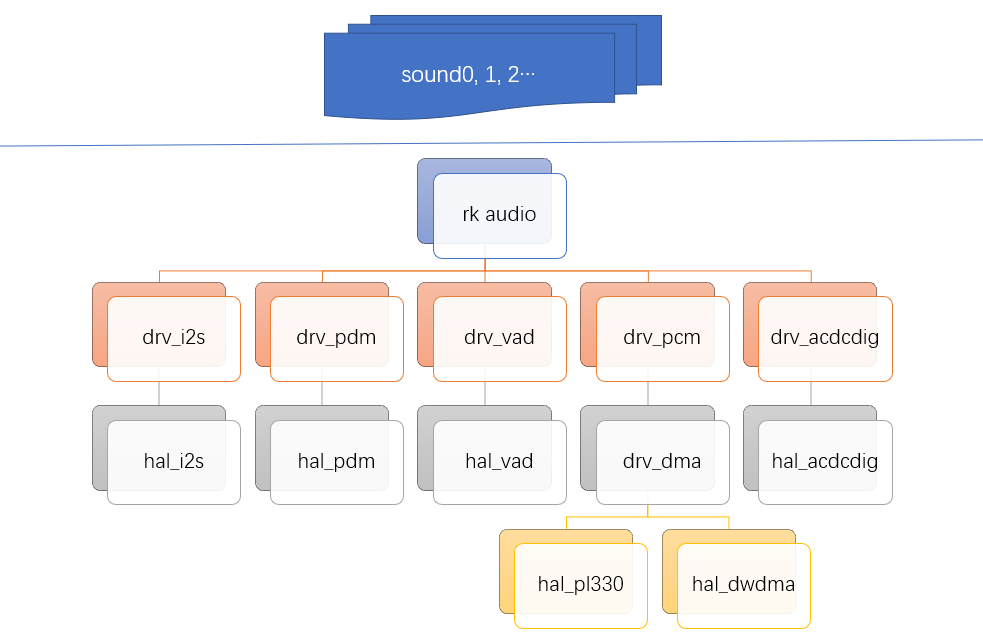 sound0, 1, 2···
rk audio
drv_i2s
drv_pdm
drv_vad
drv_pcm
drv_acdcdig
hal_i2s
hal_pdm
hal_vad
drv_dma
hal_acdcdig
hal_pl330
hal_dwdma